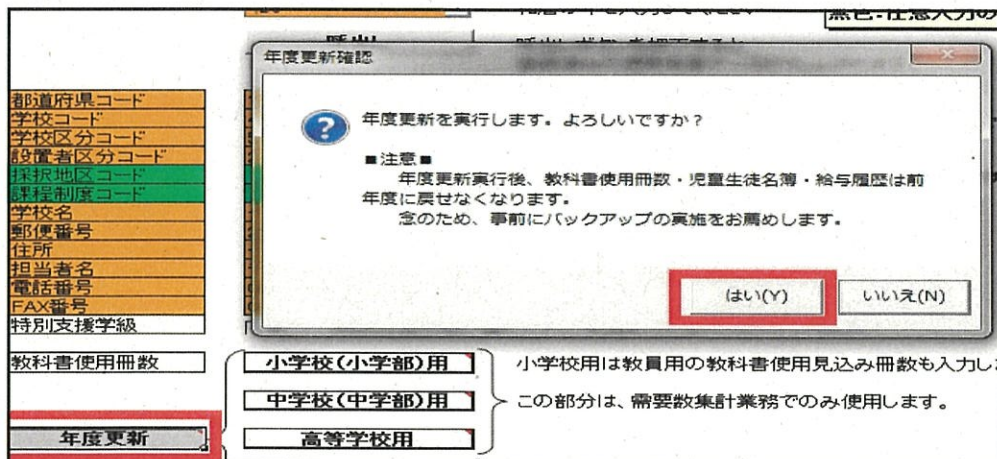 呼出
年度更新確認
年度更新を実行します。よろしいですか？
■注意■
年度更新実行後、教科書使用冊数・児童生徒名簿・給与履歴は前
年度に戻せなくなります。
念のため、事前にバックアップの実施をお薦めします。
はい(Y)
いいえ(N)
都道府県コード
学校コード
学校区分コード
設置者区分コード
採択地区コード
課程制度コード
学校名
郵便番号
住所
担当者名
電話番号
FAX番号
特別支援学級
教科書使用冊数
小学校(小学部)用
小学校用は教員用の教科書使用見込み冊数も入力し
中学校(中学部)用
この部分は、需要数集計業務でのみ使用します。
年度更新
高等学校用